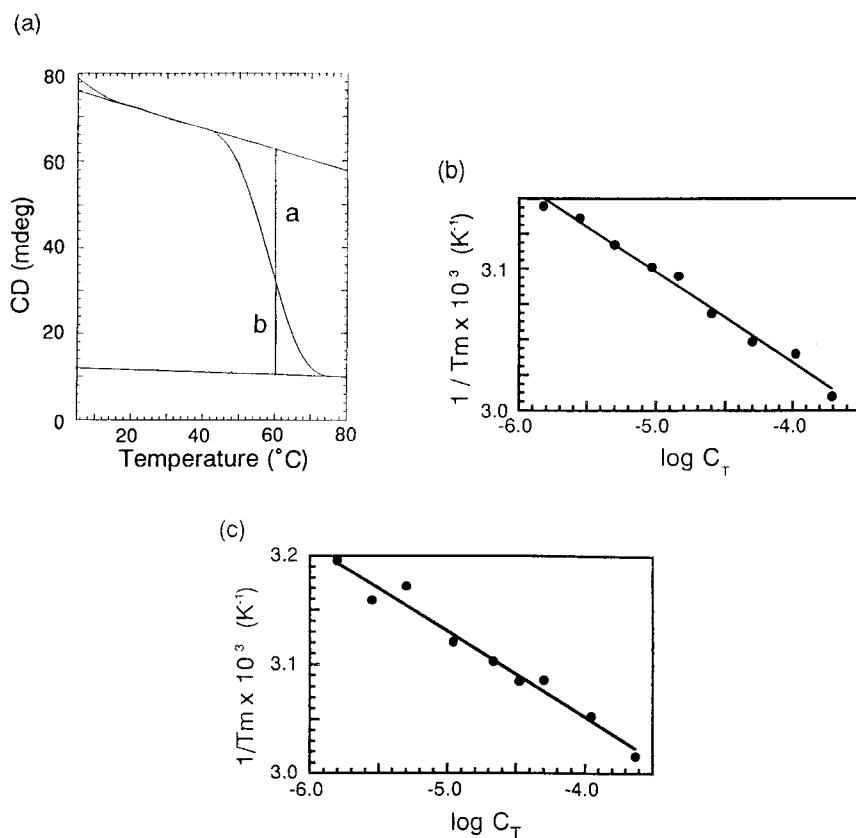 (a)
80
60
40
20
0
CD (mdeg)
a
b
20 40 60 80
Temperature (°C)
(b)
3.1
3.0
1 / Tm x 10³ (K⁻¹)
-6.0 -5.0 -4.0
log C_T
(c)
3.2
3.1
3.0
1/Tm x 10³ (K⁻¹)
-6.0 -5.0 -4.0
log C_T